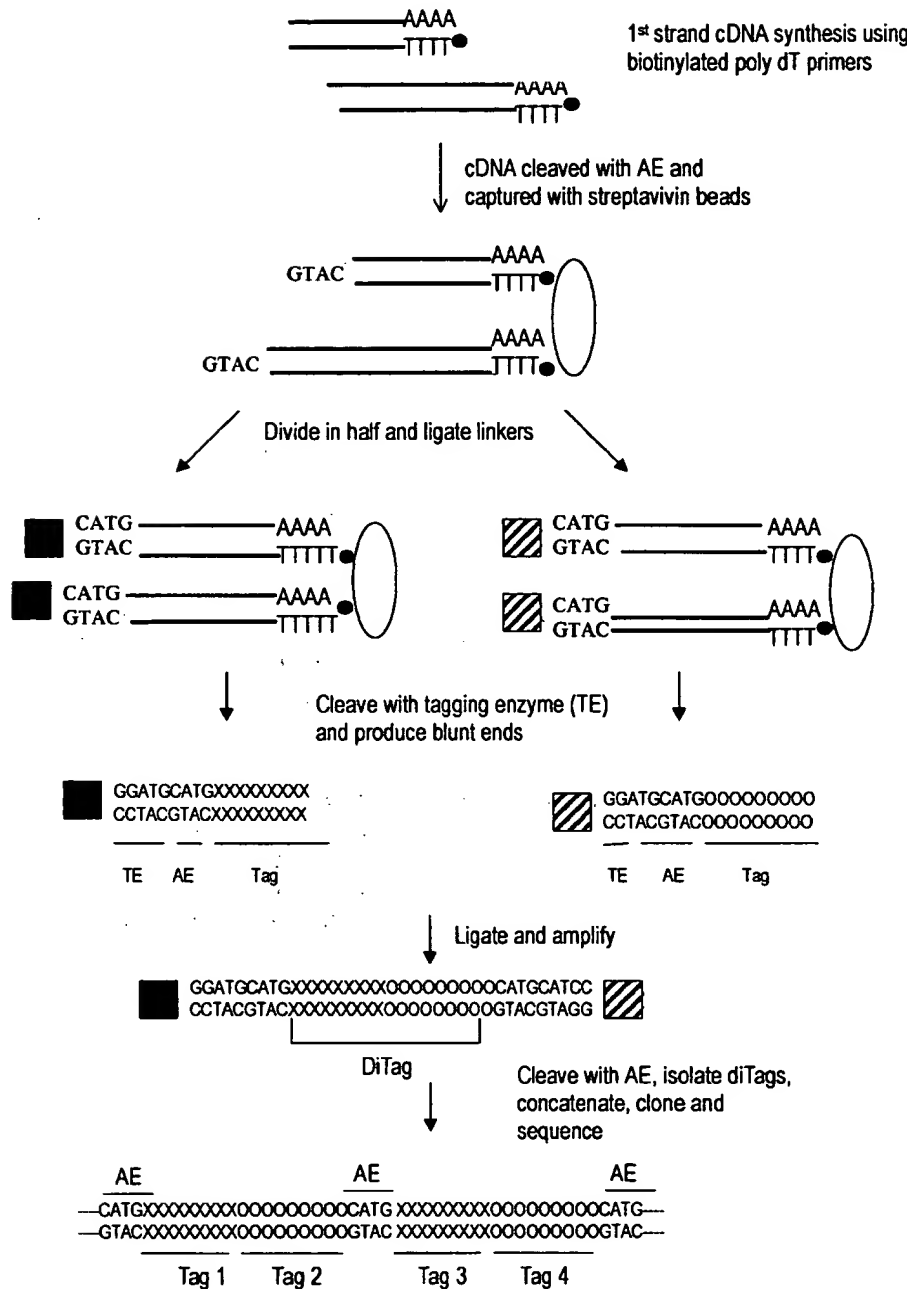 AAAA
TTTT
1st strand cDNA synthesis using
biotinylated poly dT primers
AAAA
TTTT
cDNA cleaved with AE and
captured with streptavivin beads
AAAA
GTAC
TTTT
AAAA
GTAC
TTTT
Divide in half and ligate linkers
CATG AAAA
GTAC TTTTT
CATG AAAA
GTAC TTTTT
CATG AAAA
GTAC TTTT
CATG AAAA
GTAC TTTT
Cleave with tagging enzyme (TE)
and produce blunt ends
GGATGCATGXXXXXXXXX
CCTACGTACXXXXXXXXX
TE AE Tag
GGATGCATGOOOOOOOOO
CCTACGTACOOOOOOOOO
TE AE Tag
Ligate and amplify
GGATGCATGXXXXXXXXXOOOOOOOOOCATGCATCC
CCTACGTACXXXXXXXXXOOOOOOOOOGTACGTAGG
DiTag
Cleave with AE, isolate diTags,
concatenate, clone and
sequence
AE AE AE
CATGXXXXXXXXXOOOOOOOOOCATGXXXXXXXXXOOOOOOOOOCATG
GTACXXXXXXXXXOOOOOOOOOGTACXXXXXXXXXOOOOOOOOOGTAC
Tag 1 Tag 2 Tag 3 Tag 4